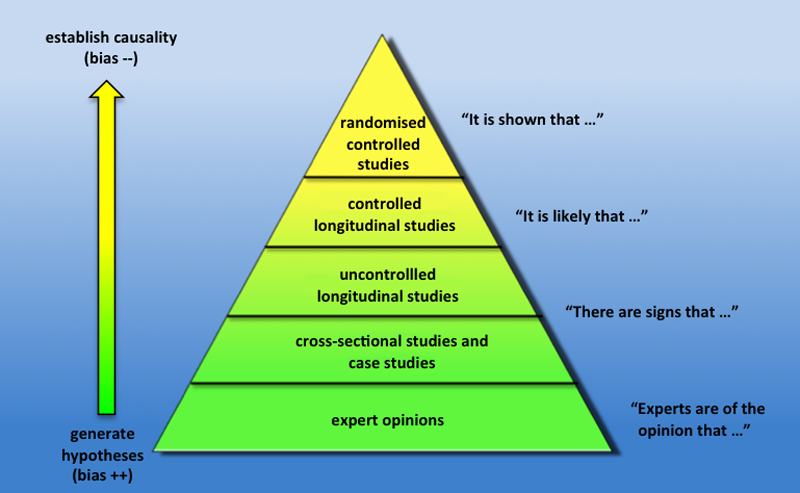 establish causality
(bias --)
randomised
controlled
studies
“It is shown that …”
controlled
longitudinal studies
“It is likely that …”
uncontrollled
longitudinal studies
“There are signs that …”
cross-sectional studies and
case studies
expert opinions
“Experts are of the
opinion that …”
generate
hypotheses
(bias ++)